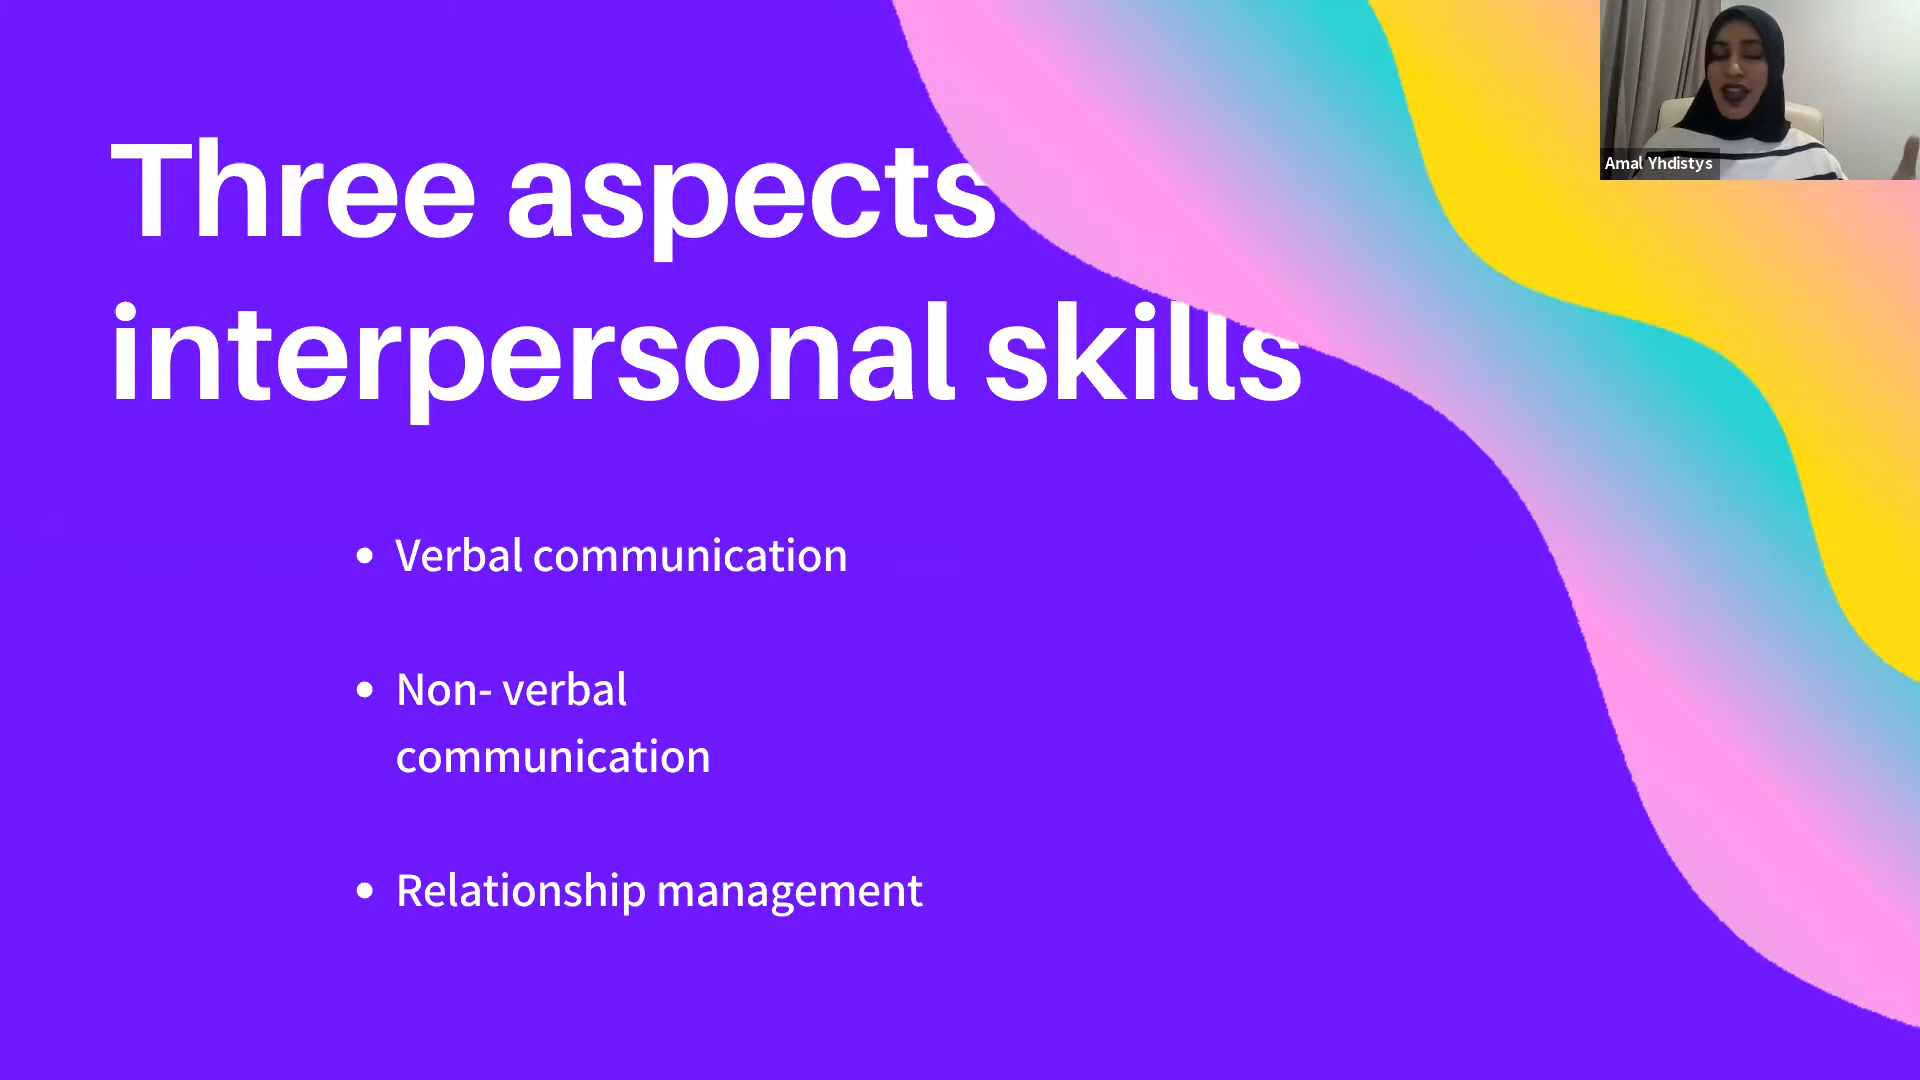 Three aspects
interpersonal skills
Amal Yhdistys
• Verbal communication
• Non- verbal
communication
• Relationship management